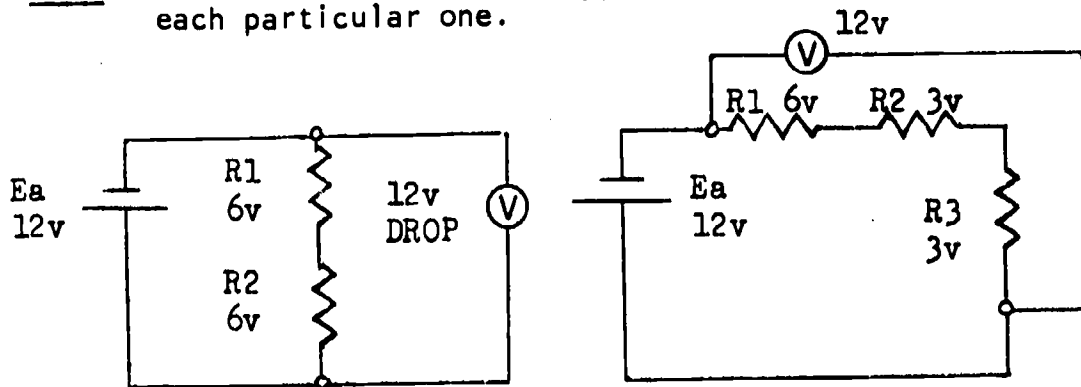 each particular one.
Ea
12v
R1
6v
R2
6v
12v
DROP
V
12v
V
R1 6v R2 3v
Ea
12v
R3
3v